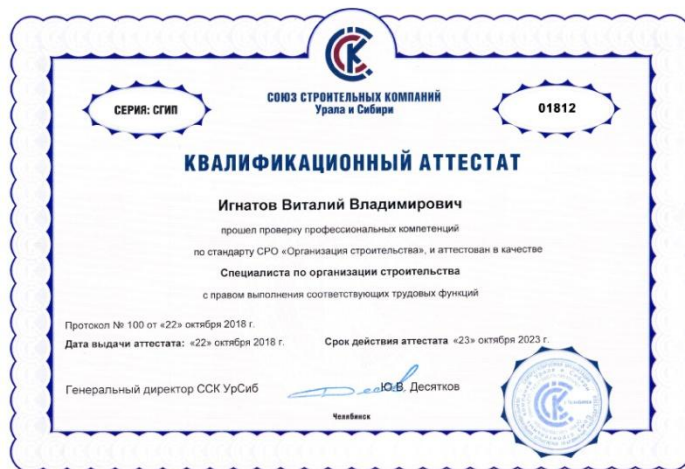 ССК
СОЮЗ СТРОИТЕЛЬНЫХ КОМПАНИЙ
Урала и Сибири
СЕРИЯ: СГИП
01812
КВАЛИФИКАЦИОННЫЙ АТТЕСТАТ
Игнатов Виталий Владимирович
прошел проверку профессиональных компетенций
по стандарту СРО «Организация строительства», и аттестован в качестве
Специалиста по организации строительства
с правом выполнения соответствующих трудовых функций
Протокол № 100 от «22» октября 2018 г.
Дата выдачи аттестата: «22» октября 2018 г. Срок действия аттестата «23» октября 2023 г.
Генеральный директор ССК УрСиб Ю.В. Десятков
Челябинск